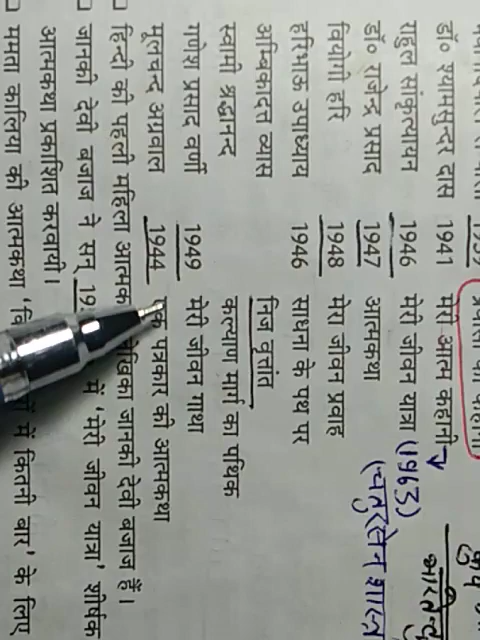 1939
डॉ० श्यामसुन्दर दास 1941 मेरी आत्म कहानी
राहुल सांकृत्यायन 1946 मेरी जीवन यात्रा (1963)
डॉ० राजेन्द्र प्रसाद 1947 आत्मकथा (चतुरसेन शास्त्र
वियोगी हरि 1948 मेरा जीवन प्रवाह
हरिभाऊ उपाध्याय 1946 साधना के पथ पर
अम्बिकादत्त व्यास निज वृत्तांत
स्वामी श्रद्धानन्द कल्याण मार्ग का पथिक
गणेश प्रसाद वर्णी 1949 मेरी जीवन गाथा
मूलचन्द अग्रवाल 1944 एक पत्रकार की आत्मकथा
हिन्दी की पहली महिला आत्मक जानकी देवी बजाज हैं।
जानकी देवी बजाज ने सन् 19 में 'मेरी जीवन यात्रा' शीर्षक
आत्मकथा प्रकाशित करवायी।
ममता कालिया की आत्मकथा में कितनी बार' के लिए